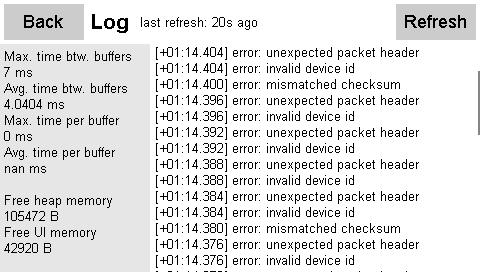 Back
Log
last refresh: 20s ago
Refresh
Max. time btw. buffers
7 ms
Avg. time btw. buffers
4.0404 ms
Max. time per buffer
0 ms
Avg. time per buffer
nan ms
Free heap memory
105472 B
Free UI memory
42920 B
[+01:14.404] error: unexpected packet header
[+01:14.404] error: invalid device id
[+01:14.400] error: mismatched checksum
[+01:14.396] error: unexpected packet header
[+01:14.396] error: invalid device id
[+01:14.392] error: unexpected packet header
[+01:14.392] error: invalid device id
[+01:14.388] error: unexpected packet header
[+01:14.388] error: invalid device id
[+01:14.384] error: unexpected packet header
[+01:14.384] error: invalid device id
[+01:14.380] error: mismatched checksum
[+01:14.376] error: unexpected packet header
[+01:14.376] error: invalid device id